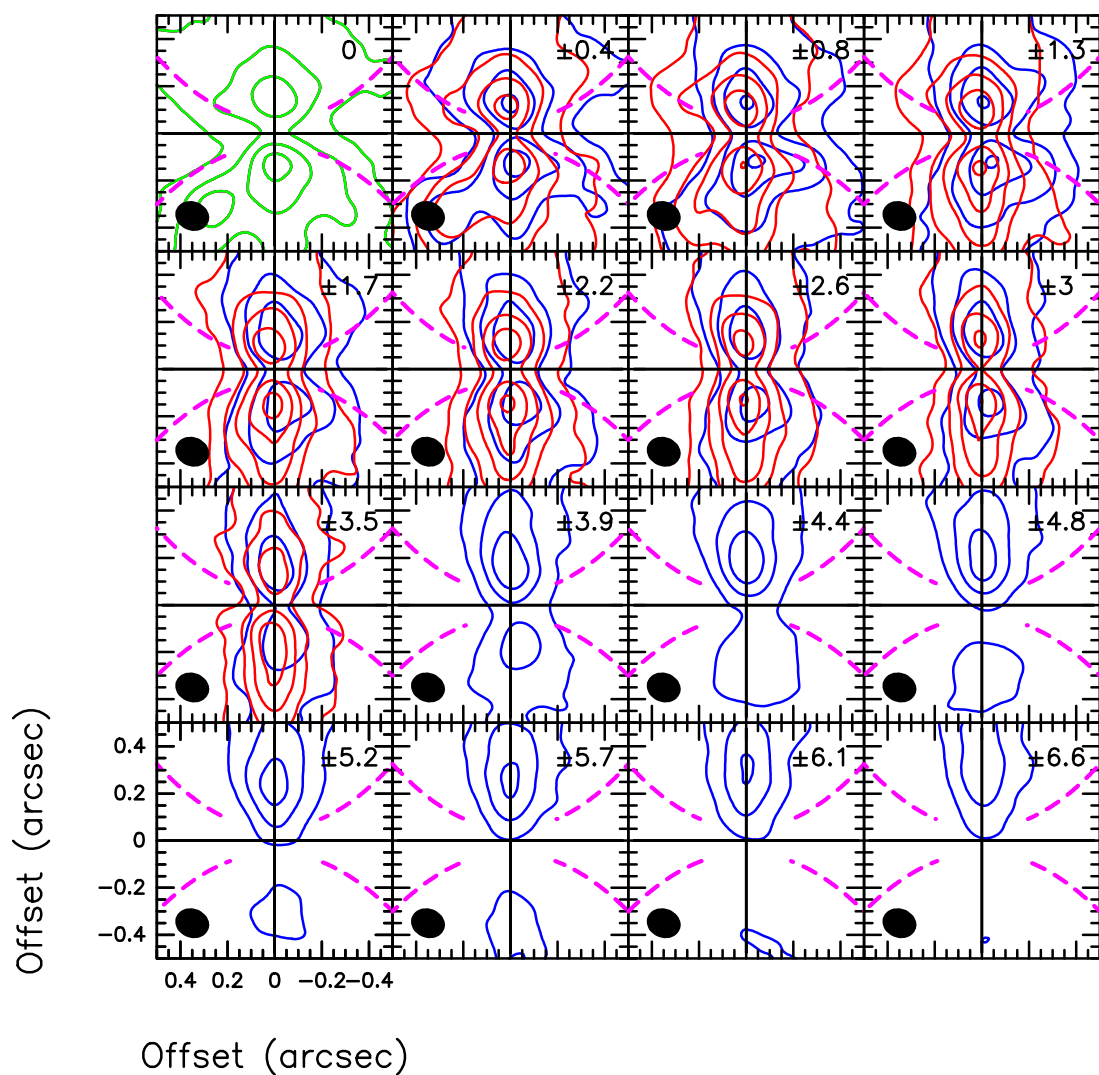 0 ±0.4 ±0.8 ±1.3
±1.7 ±2.2 ±2.6 ±3
±3.5 ±3.9 ±4.4 ±4.8
±5.2 ±5.7 ±6.1 ±6.6
0.4
0.2
0
−0.2
−0.4
0.4 0.2 0 −0.2−0.4
Offset (arcsec)
Offset (arcsec)